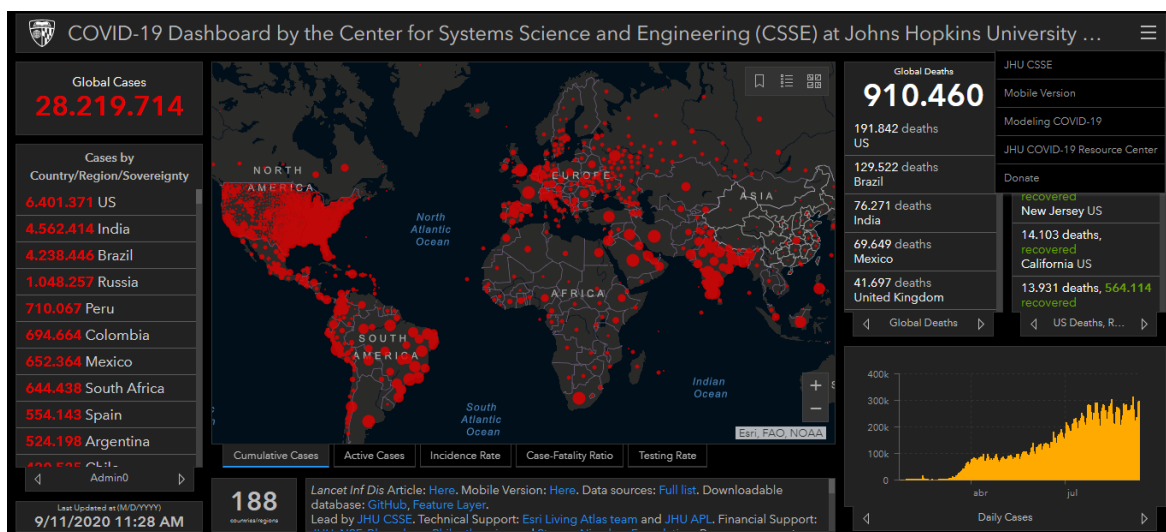 COVID-19 Dashboard by the Center for Systems Science and Engineering (CSSE) at Johns Hopkins University ...
Global Cases
28.219.714
Cases by
Country/Region/Sovereignty
6.401.371 US
4.562.414 India
4.238.446 Brazil
1.048.257 Russia
710.067 Peru
694.664 Colombia
652.364 Mexico
644.438 South Africa
554.143 Spain
524.198 Argentina
Chile
Admin0
Last Updated at (M/D/YYYY)
9/11/2020 11:28 AM
NORTH
AMERICA
North
Atlantic
Ocean
EUROPE
ASIA
AFRICA
SOUTH
AMERICA
South
Atlantic
Ocean
Indian
Ocean
+
−
Esri, FAO, NOAA
Cumulative Cases
Active Cases
Incidence Rate
Case-Fatality Ratio
Testing Rate
188
countries/regions
Lancet Inf Dis Article: Here. Mobile Version: Here. Data sources: Full list. Downloadable
database: GitHub, Feature Layer.
Lead by JHU CSSE. Technical Support: Esri Living Atlas team and JHU APL. Financial Support:
Global Deaths
910.460
191.842 deaths
US
129.522 deaths
Brazil
76.271 deaths
India
69.649 deaths
Mexico
41.697 deaths
United Kingdom
Global Deaths
JHU CSSE
Mobile Version
Modeling COVID-19
JHU COVID-19 Resource Center
Donate
recovered
New Jersey US
14.103 deaths,
recovered
California US
13.931 deaths, 564.114
recovered
US Deaths, R...
400k
300k
200k
100k
0
abr
jul
Daily Cases